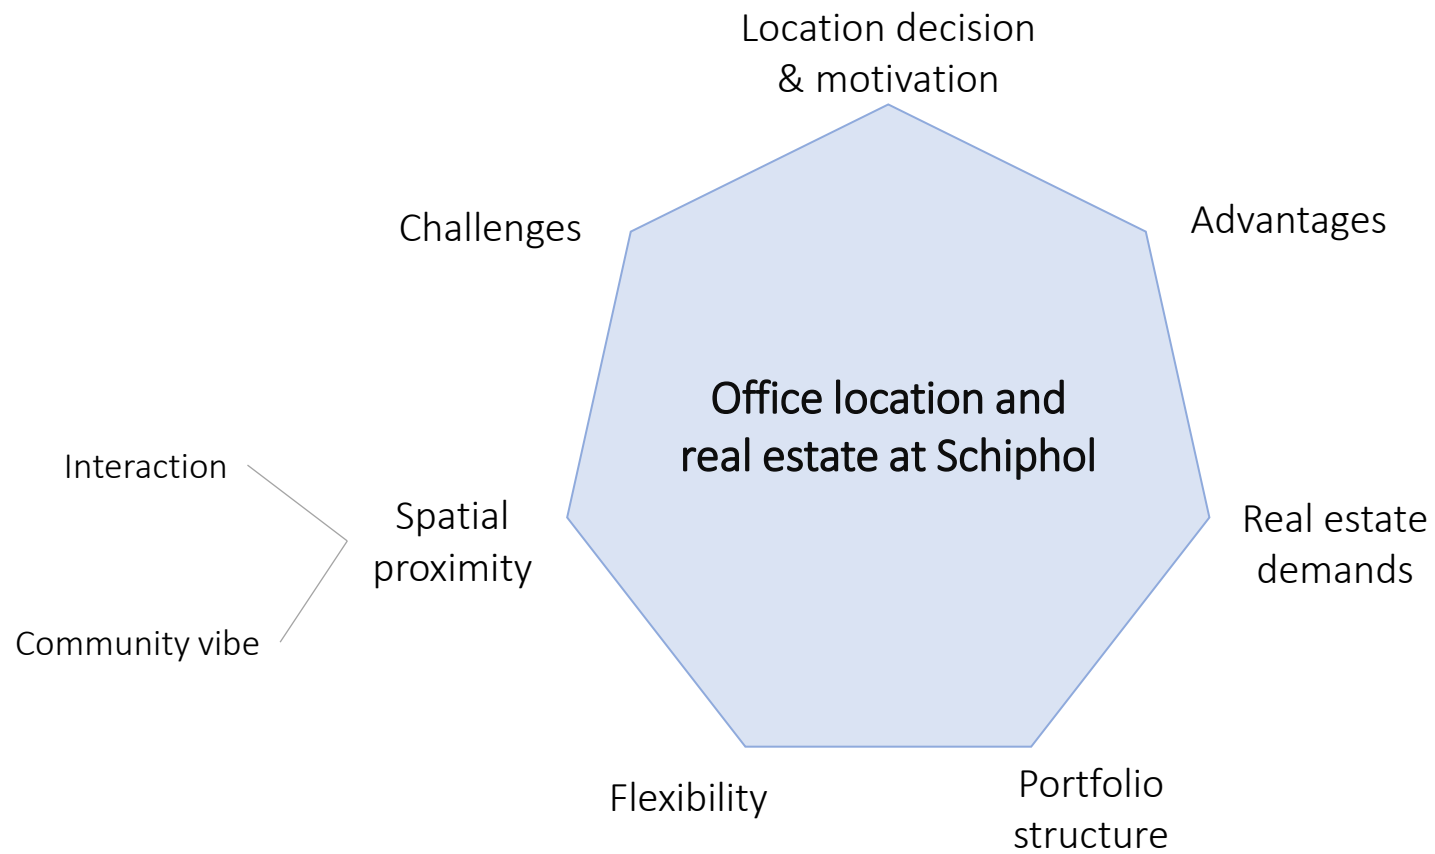 Location decision
& motivation
Challenges
Advantages
Office location and
real estate at Schiphol
Interaction
Spatial
proximity
Real estate
demands
Community vibe
Flexibility
Portfolio
structure